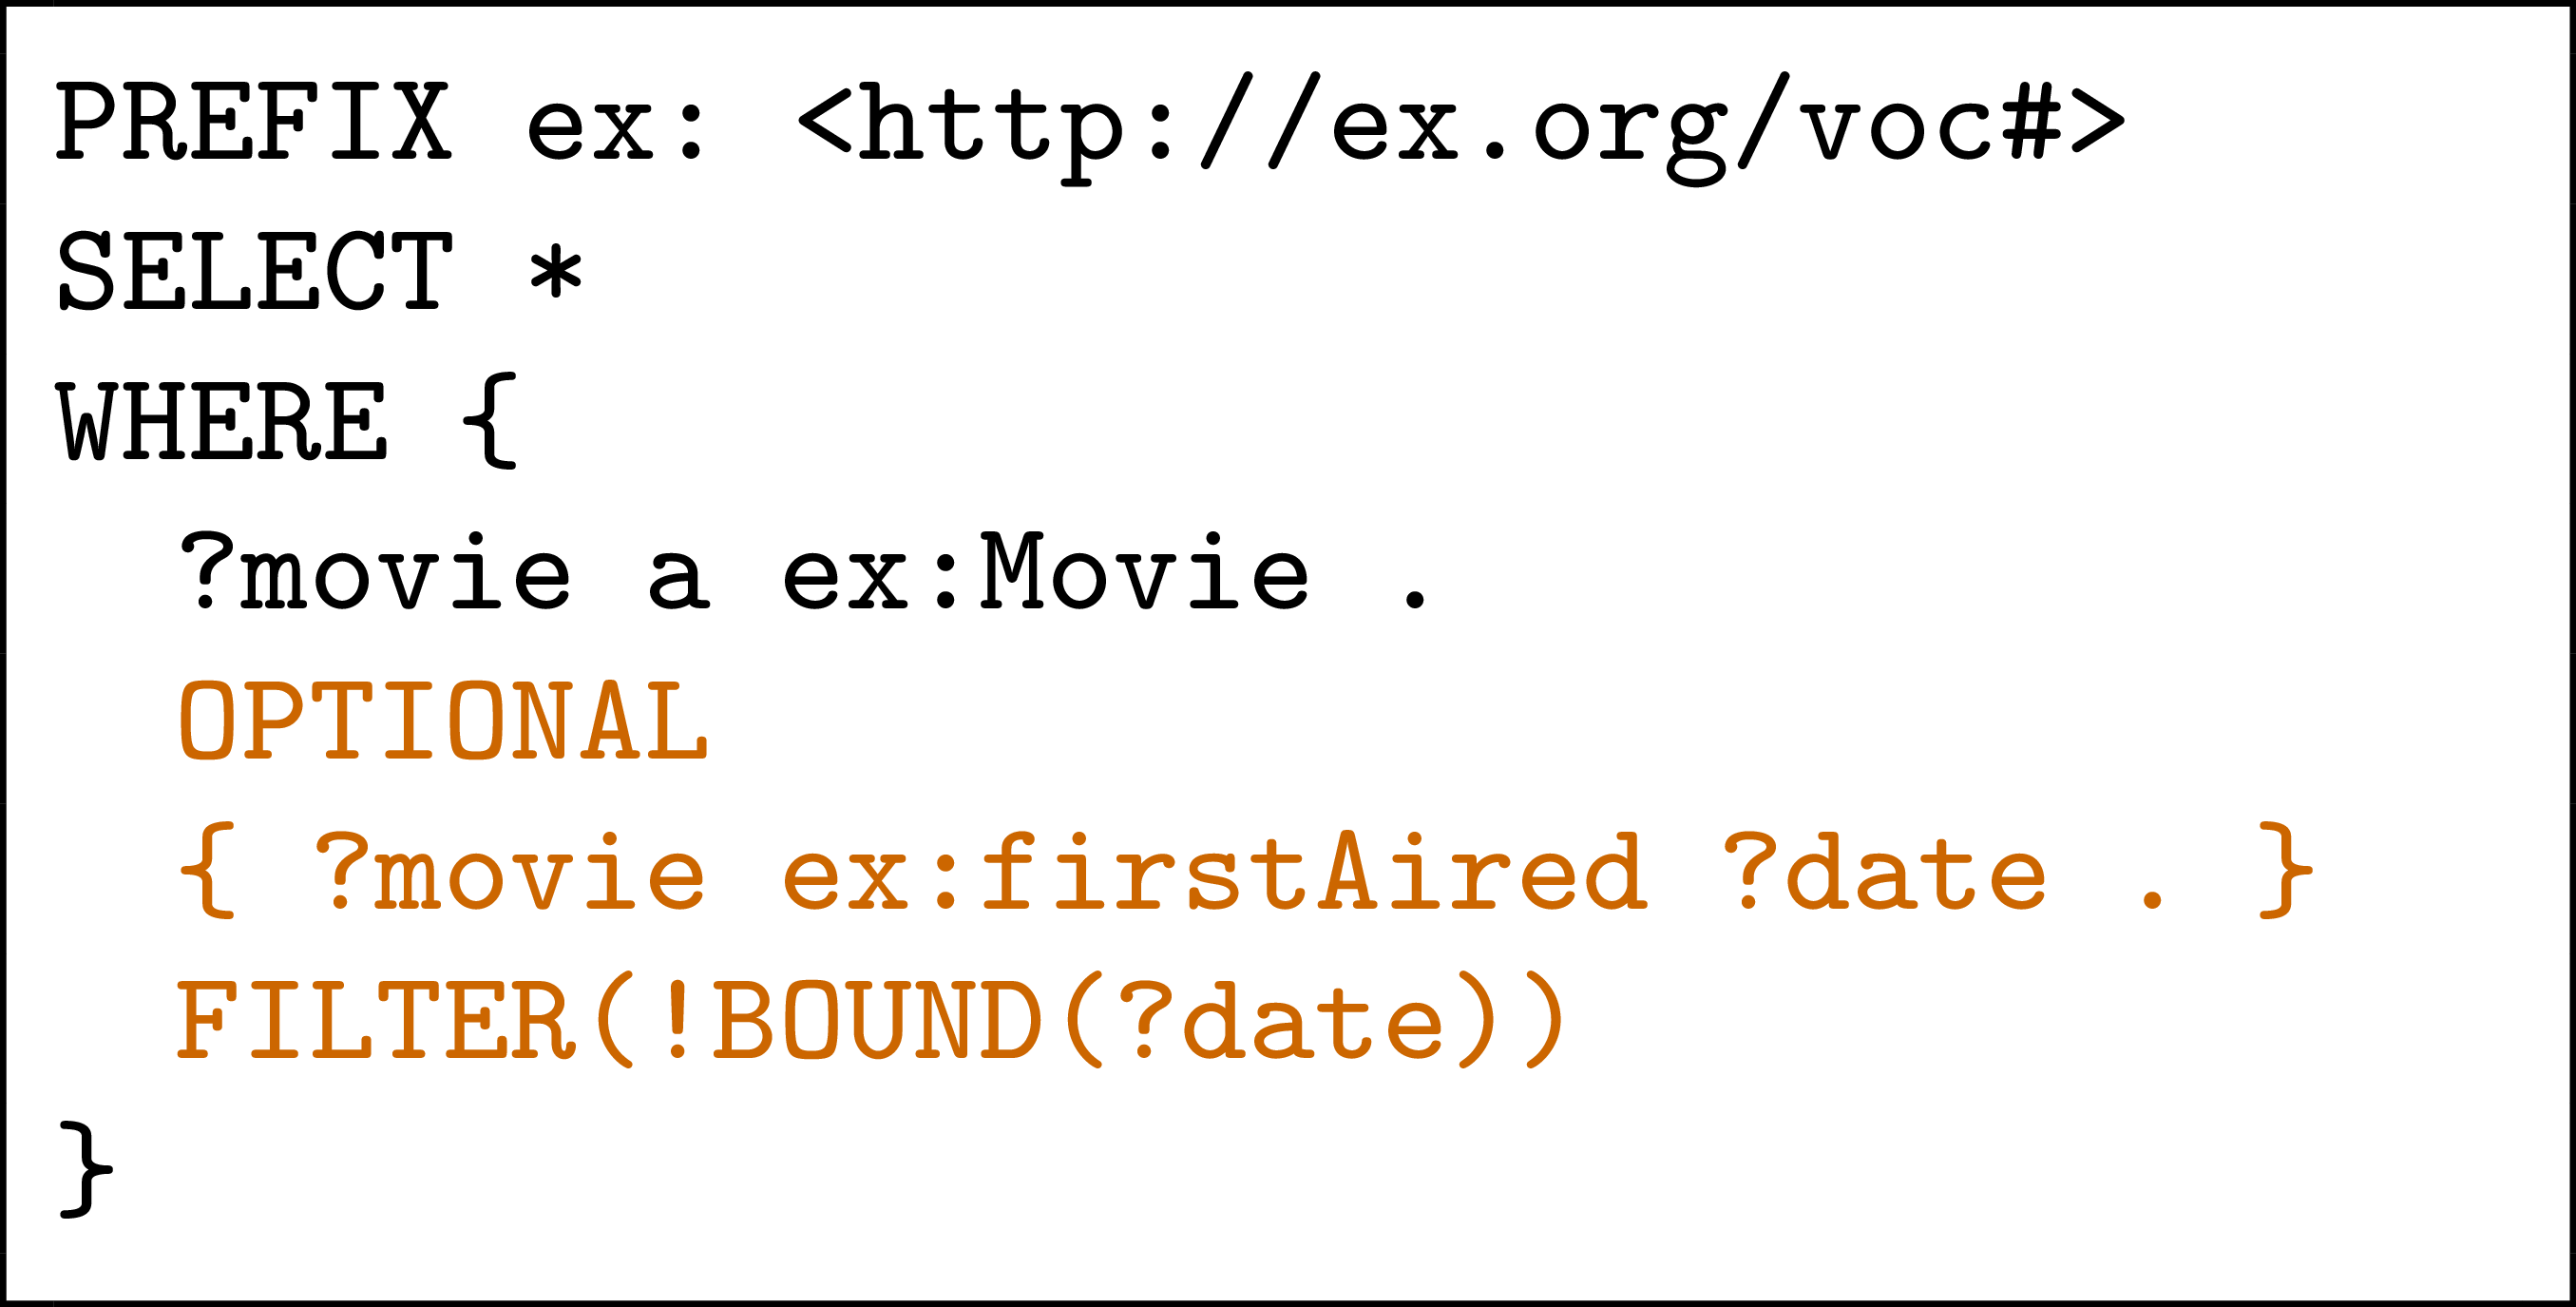 PREFIX ex: <http://ex.org/voc#>
SELECT *
WHERE {
?movie a ex:Movie .
OPTIONAL
{ ?movie ex:firstAired ?date . }
FILTER(!BOUND(?date))
}